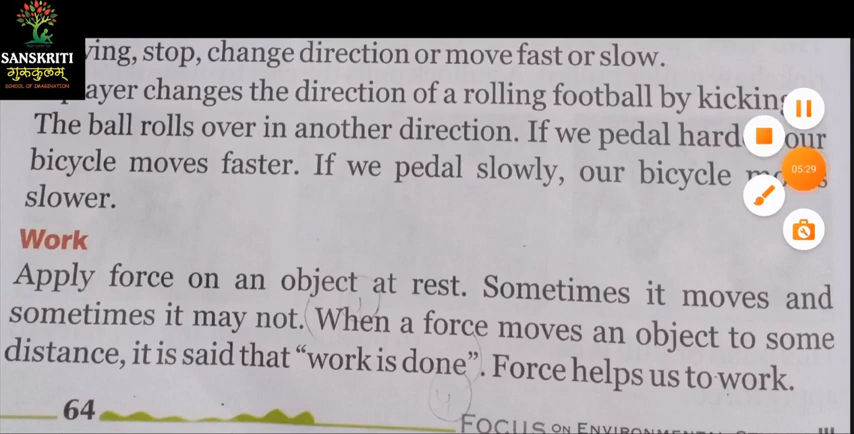 SANSKRITI
गुरुकुलम्
SCHOOL OF IMAGINATION
ving, stop, change direction or move fast or slow.
ayer changes the direction of a rolling football by kicking
The ball rolls over in another direction. If we pedal hard our
bicycle moves faster. If we pedal slowly, our bicycle
slower.
05:29
Work
Apply force on an object at rest. Sometimes it moves and
sometimes it may not. When a force moves an object to some
distance, it is said that “work is done”. Force helps us to work.
64
FOCUS ON